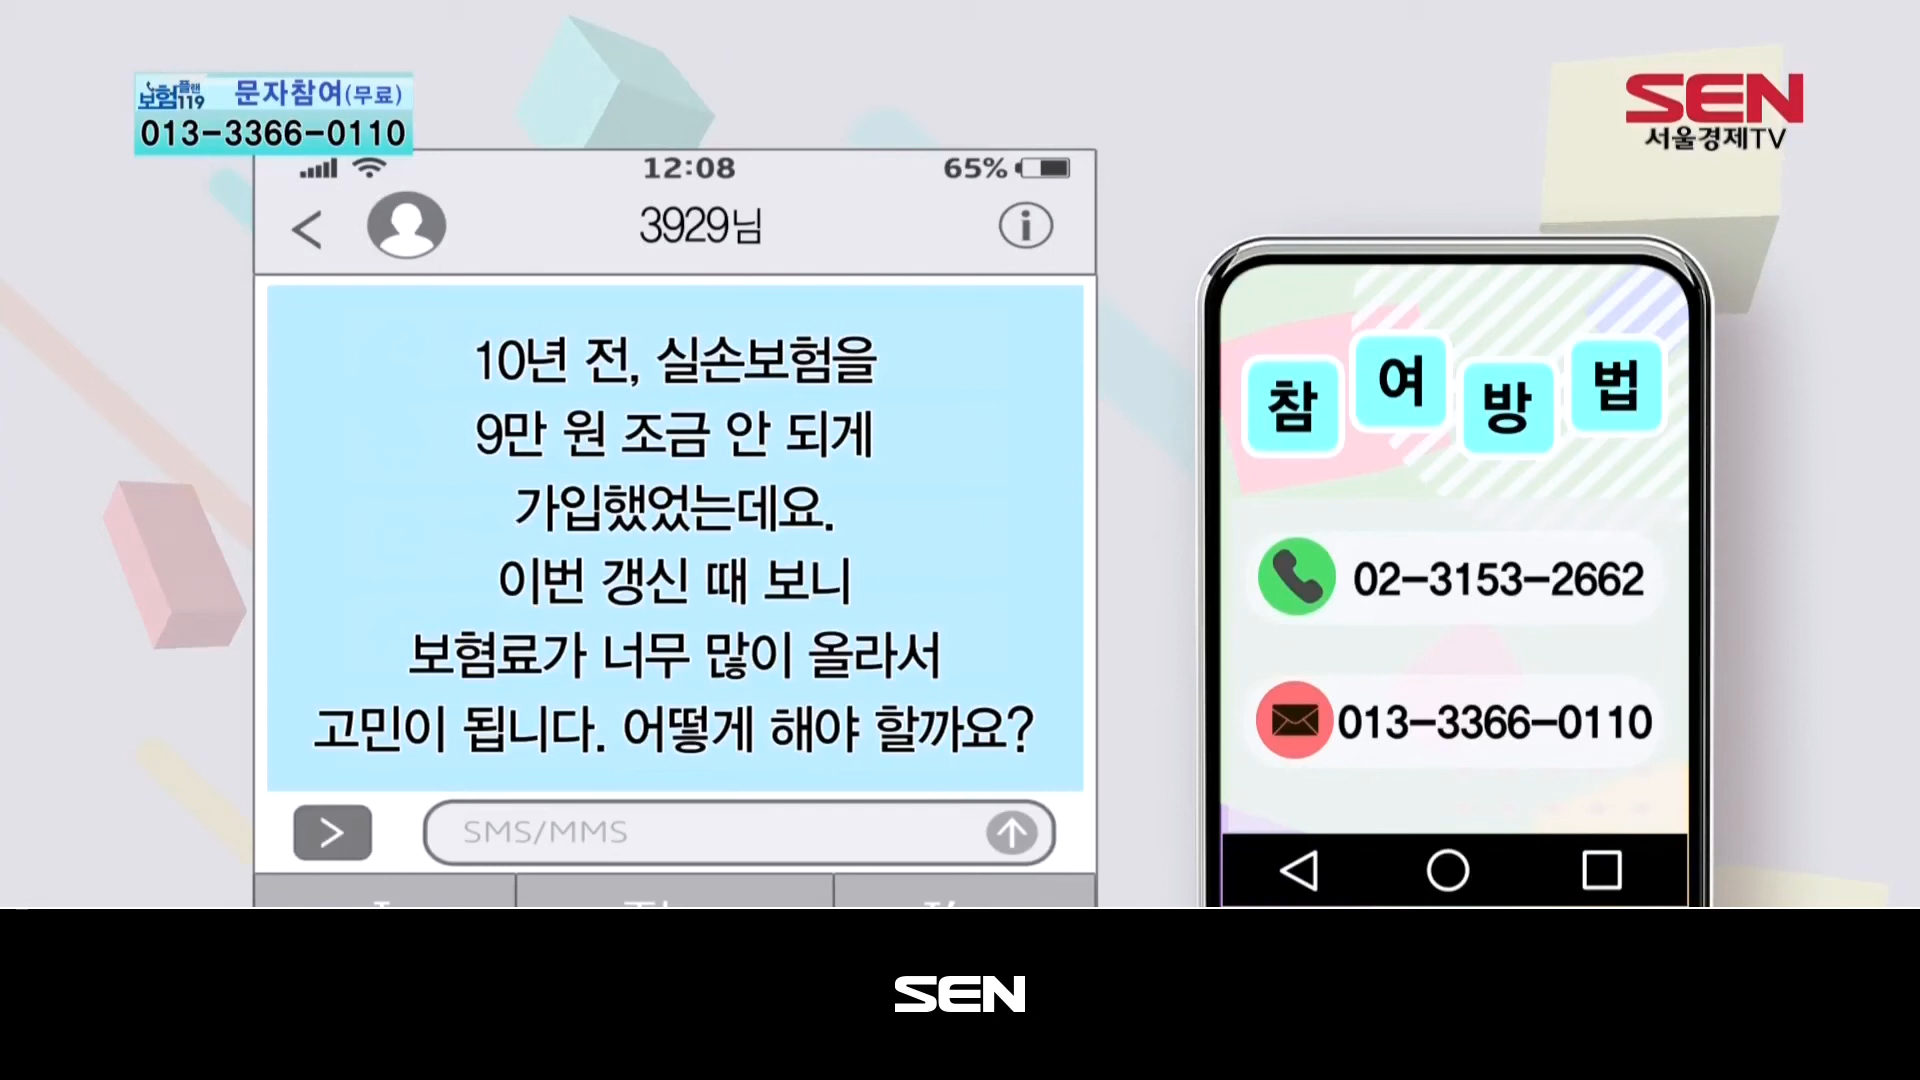 보험플랜119 문자참여(무료)
013-3366-0110
SEN
서울경제TV
12:08
65%
3929님
10년 전, 실손보험을
9만 원 조금 안 되게
가입했었는데요.
이번 갱신 때 보니
보혐료가 너무 많이 올라서
고민이 됩니다. 어떻게 해야 할까요?
SMS/MMS
참여방법
02-3153-2662
013-3366-0110
SEN